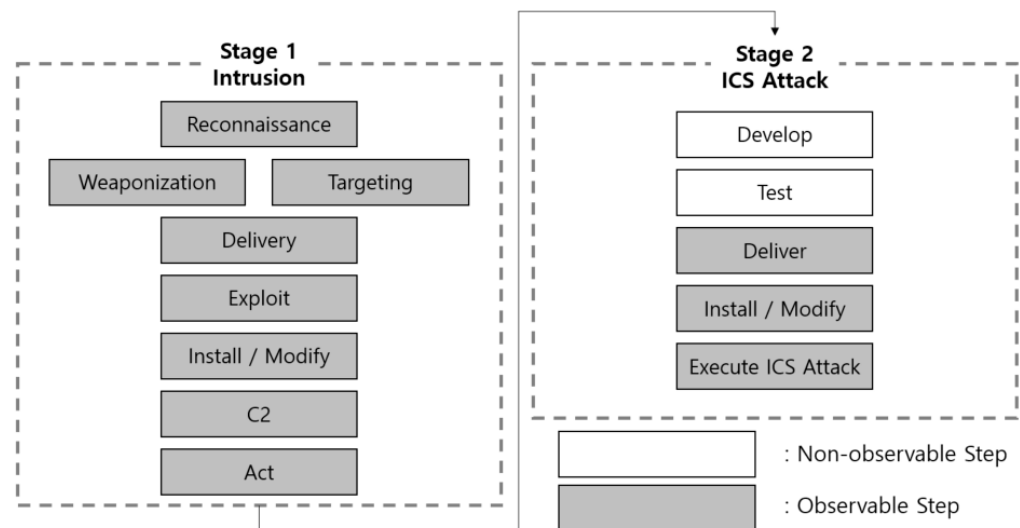 Stage 1
Intrusion
Reconnaissance
Weaponization
Targeting
Delivery
Exploit
Install / Modify
C2
Act
Stage 2
ICS Attack
Develop
Test
Deliver
Install / Modify
Execute ICS Attack
: Non-observable Step
: Observable Step